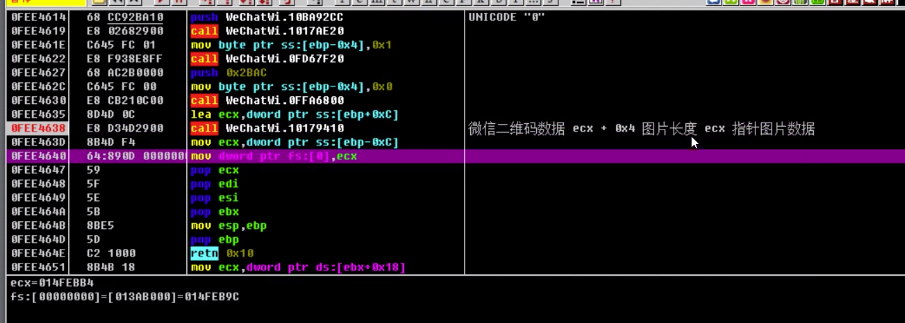 0FEE4614 68 CC92BA10 push WeChatWi.10BA92CC UNICODE "0"
0FEE4619 E8 02682900 call WeChatWi.1017AE20
0FEE461E C645 FC 01 mov byte ptr ss:[ebp-0x4],0x1
0FEE4622 E8 F938E8FF call WeChatWi.0FD67F20
0FEE4627 68 AC2B0000 push 0x2BAC
0FEE462C C645 FC 00 mov byte ptr ss:[ebp-0x4],0x0
0FEE4630 E8 CB210C00 call WeChatWi.0FFA6800
0FEE4635 8D4D 0C lea ecx,dword ptr ss:[ebp+0xC]
0FEE4638 E8 D34D2900 call WeChatWi.10179410 微信二维码数据 ecx + 0x4 图片长度 ecx 指针图片数据
0FEE463D 8B4D F4 mov ecx,dword ptr ss:[ebp-0xC]
0FEE4640 64:890D 000000 mov dword ptr fs:[0],ecx
0FEE4647 59 pop ecx
0FEE4648 5F pop edi
0FEE4649 5E pop esi
0FEE464A 5B pop ebx
0FEE464B 8BE5 mov esp,ebp
0FEE464D 5D pop ebp
0FEE464E C2 1000 retn 0x10
0FEE4651 8B4B 18 mov ecx,dword ptr ds:[ebx+0x18]
ecx=014FEBB4
fs:[00000000]=[013AB000]=014FEB9C